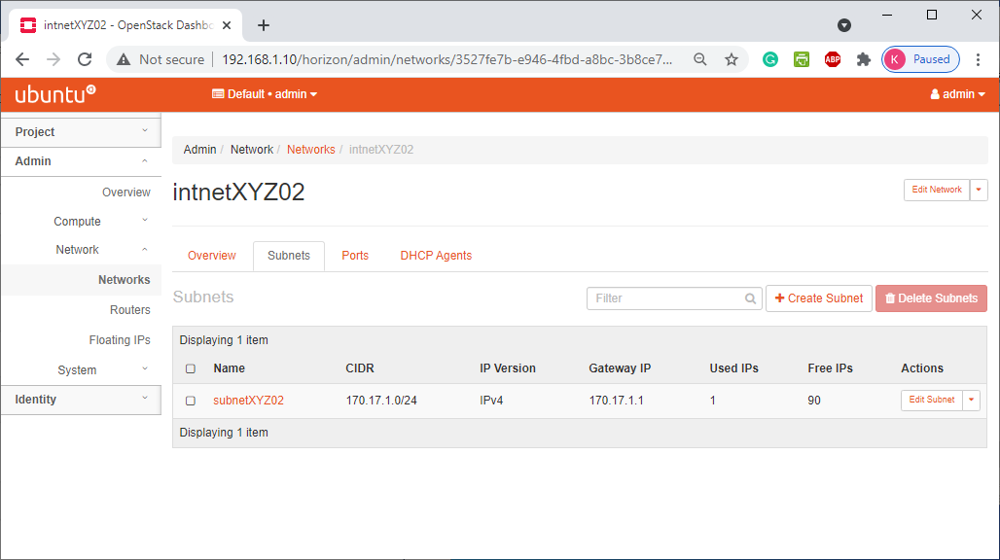 intnetXYZ02 - OpenStack Dashbo
Not secure 192.168.1.10/horizon/admin/networks/3527fe7b-e946-4fbd-a8bc-3b8ce7... ABP K Paused
ubuntu Default • admin admin
Project
Admin
Overview
Compute
Network
Networks
Routers
Floating IPs
System
Identity
Admin / Network / Networks / intnetXYZ02
intnetXYZ02
Edit Network
Overview Subnets Ports DHCP Agents
Subnets
Filter
+ Create Subnet
Delete Subnets
Displaying 1 item
Name CIDR IP Version Gateway IP Used IPs Free IPs Actions
subnetXYZ02 170.17.1.0/24 IPv4 170.17.1.1 1 90 Edit Subnet
Displaying 1 item